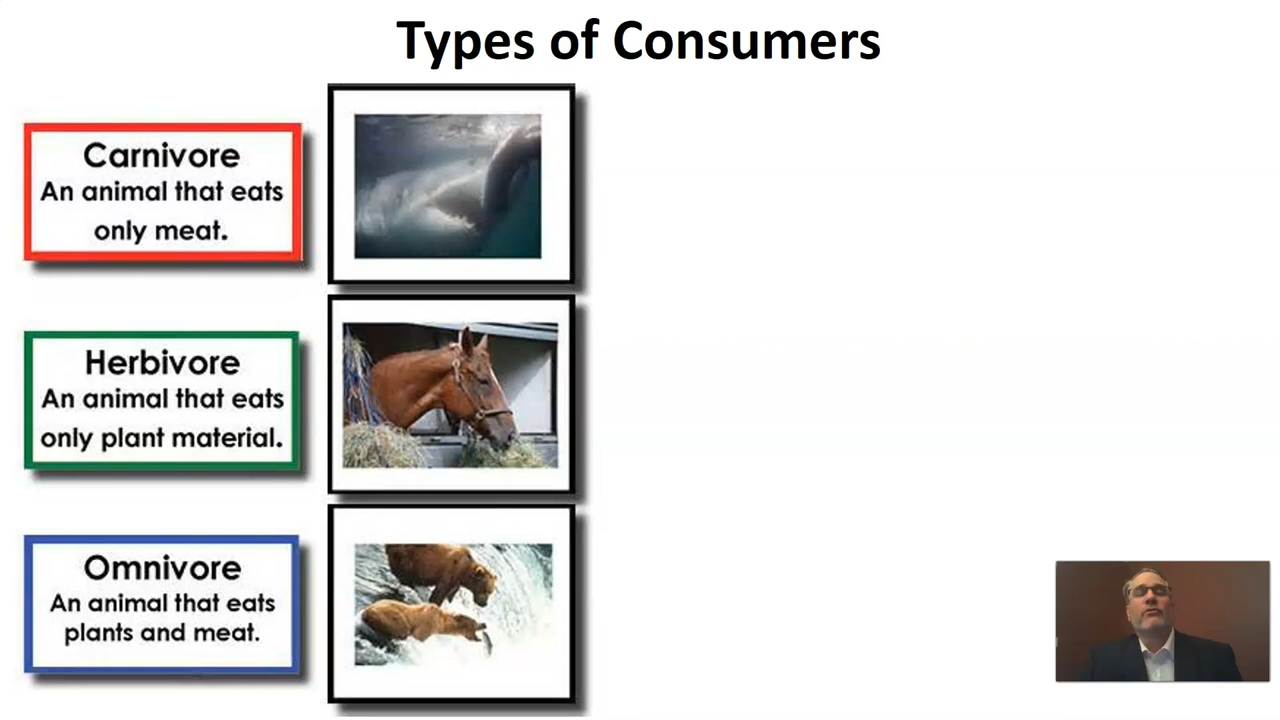 Types of Consumers
Carnivore
An animal that eats
only meat.
Herbivore
An animal that eats
only plant material.
Omnivore
An animal that eats
plants and meat.